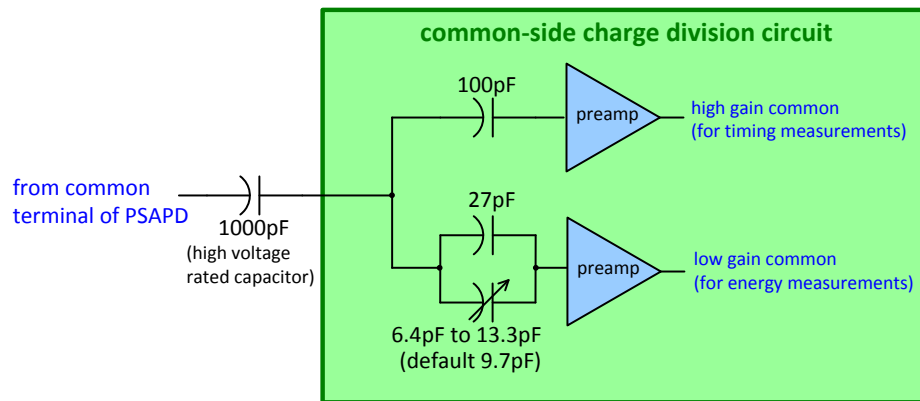 common-side charge division circuit
100pF
preamp
high gain common
(for timing measurements)
from common
terminal of PSAPD
1000pF
(high voltage
rated capacitor)
27pF
preamp
low gain common
(for energy measurements)
6.4pF to 13.3pF
(default 9.7pF)